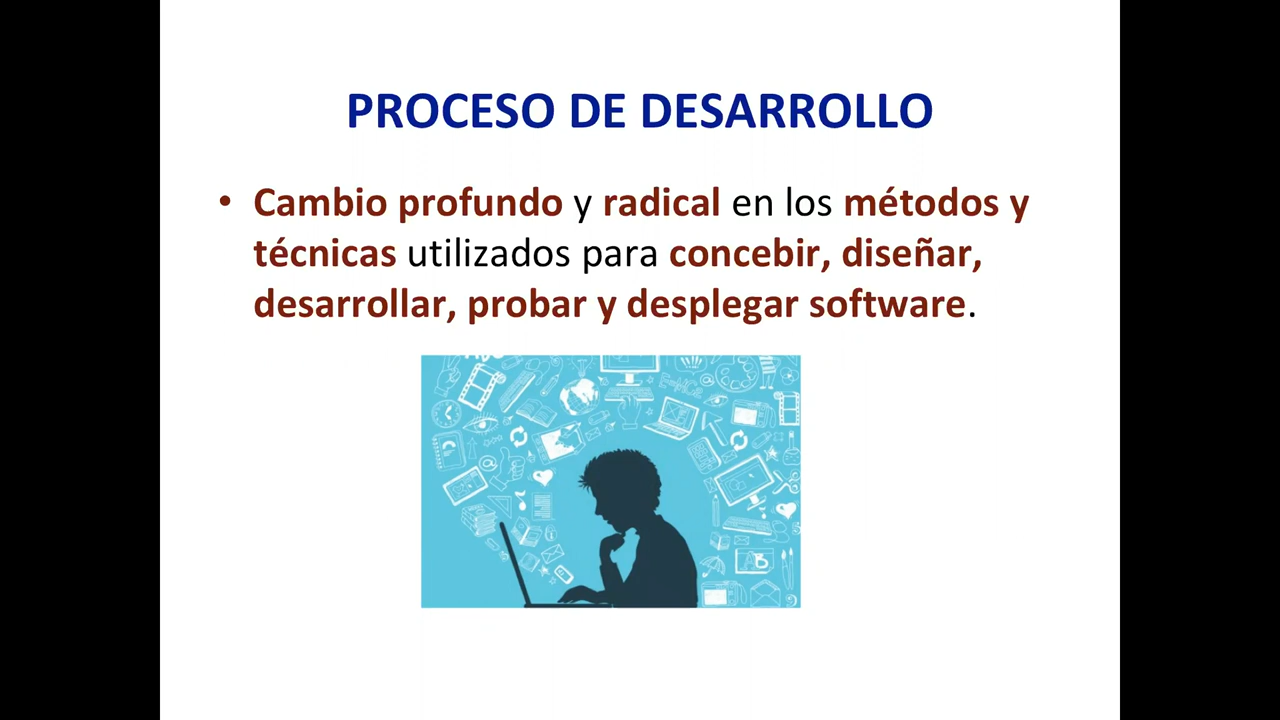 PROCESO DE DESARROLLO
• Cambio profundo y radical en los métodos y
técnicas utilizados para concebir, diseñar,
desarrollar, probar y desplegar software.